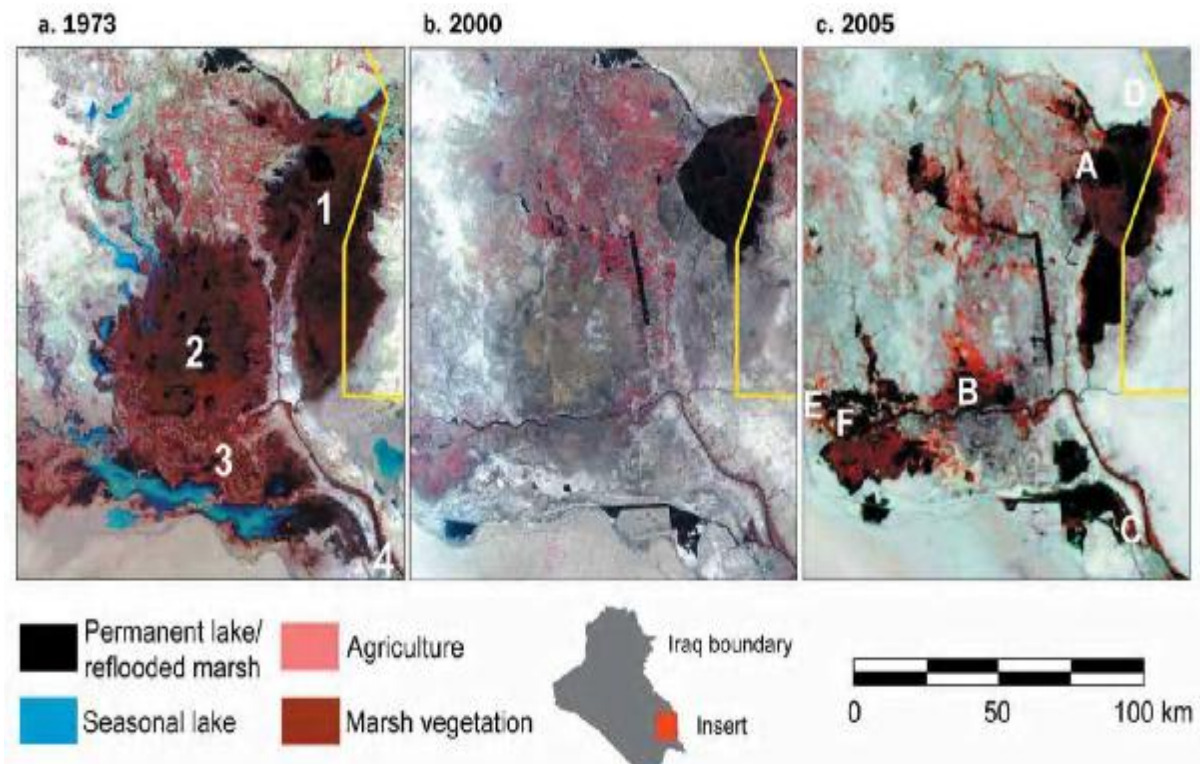 a. 1973
b. 2000
c. 2005
1
2
3
4
D
A
B
E
F
C
Permanent lake/
reflooded marsh
Agriculture
Seasonal lake
Marsh vegetation
Iraq boundary
Insert
0 50 100 km